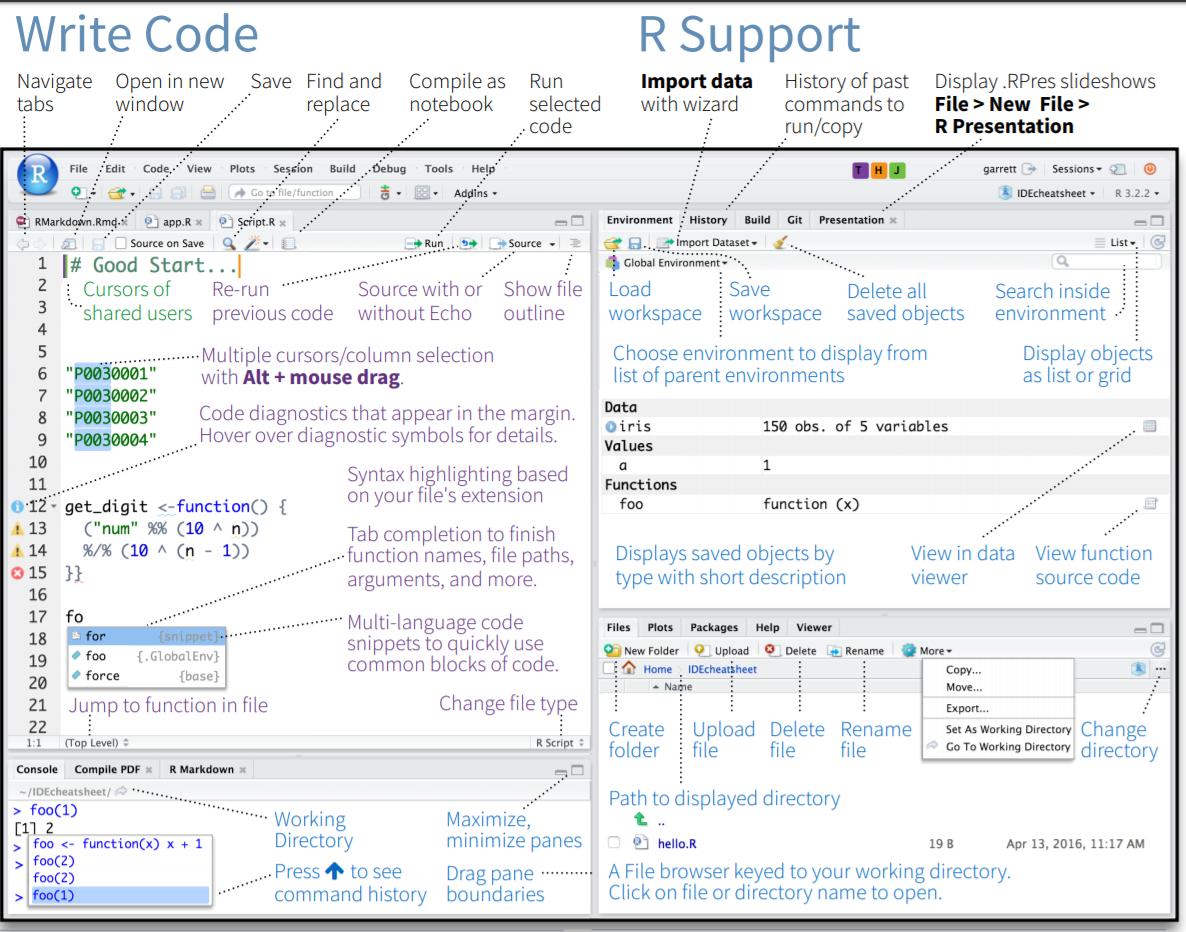 Write Code
R Support
Navigate tabs
Open in new window
Save
Find and replace
Compile as notebook
Run selected code
Import data with wizard
History of past commands to run/copy
Display .RPres slideshows
File > New File >
R Presentation
R
File Edit Code View Plots Session Build Debug Tools Help
T H J
garrett Sessions
Go to file/function
Addins
IDEcheatsheet R 3.2.2
RMarkdown.Rmd app.R Script.R
Source on Save Run Source
1 # Good Start...
2
3
4
5
6 "P0030001"
7 "P0030002"
8 "P0030003"
9 "P0030004"
10
11
12 get_digit <-function() {
13 ("num" %% (10 ^ n))
14 %/% (10 ^ (n - 1))
15 }}
16
17 fo
18
19
20
21
22
Cursors of shared users
Re-run previous code
Source with or without Echo
Show file outline
Multiple cursors/column selection
with Alt + mouse drag.
Code diagnostics that appear in the margin.
Hover over diagnostic symbols for details.
Syntax highlighting based
on your file's extension
Tab completion to finish
function names, file paths,
arguments, and more.
for {snippet}
foo {.GlobalEnv}
force {base}
Multi-language code
snippets to quickly use
common blocks of code.
Jump to function in file
Change file type
1:1 (Top Level) R Script
Console Compile PDF R Markdown
~/IDEcheatsheet/
> foo(1)
[1] 2
>
>
>
foo <- function(x) x + 1
foo(2)
foo(2)
foo(1)
Working
Directory
Press to see
command history
Maximize,
minimize panes
Drag pane
boundaries
Environment History Build Git Presentation
Import Dataset List
Global Environment
Load workspace
Save workspace
Delete all saved objects
Search inside environment
Choose environment to display from
list of parent environments
Display objects
as list or grid
Data
iris 150 obs. of 5 variables
Values
a 1
Functions
foo function (x)
Displays saved objects by
type with short description
View in data
viewer
View function
source code
Files Plots Packages Help Viewer
New Folder Upload Delete Rename More
Home IDEcheatsheet ...
Name
Copy...
Move...
Export...
Set As Working Directory
Go To Working Directory
Create folder
Upload file
Delete file
Rename file
Change directory
Path to displayed directory
..
hello.R 19 B Apr 13, 2016, 11:17 AM
A File browser keyed to your working directory.
Click on file or directory name to open.